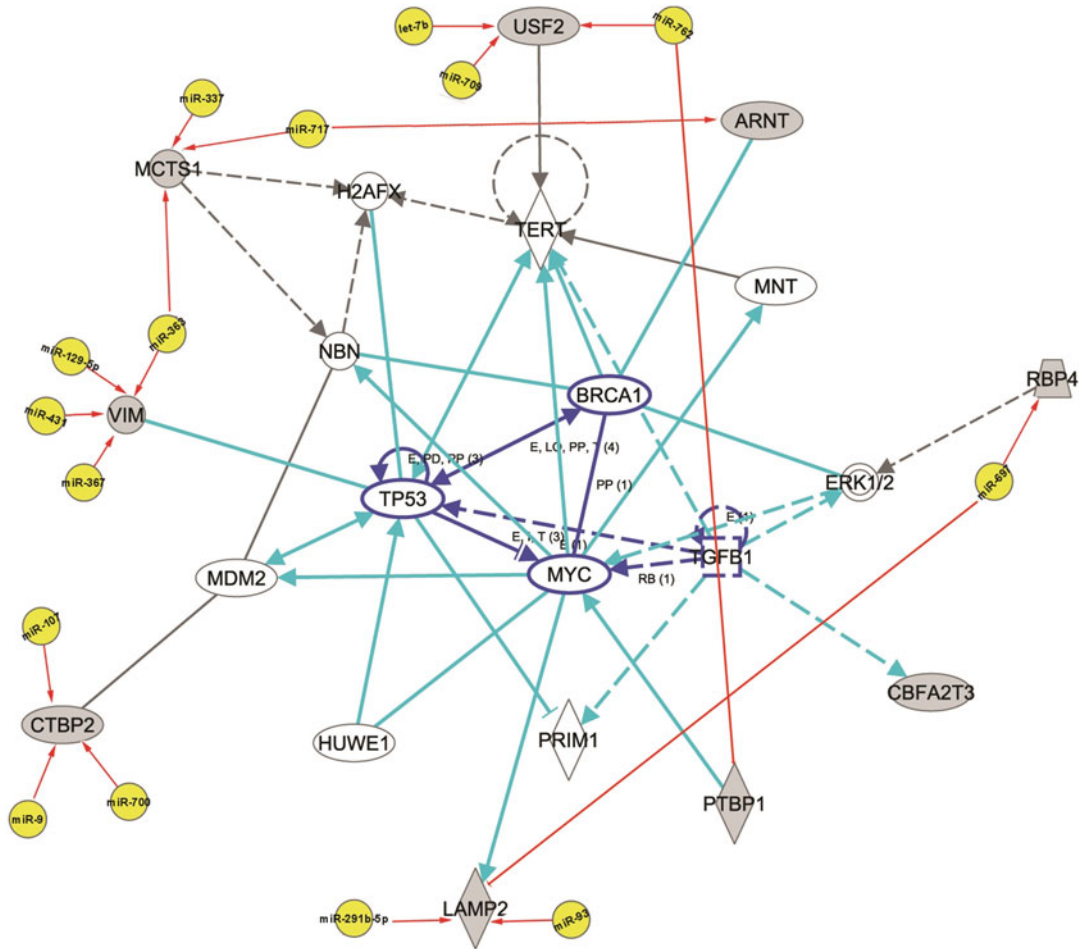 let-7b
USF2
miR-762
miR-709
miR-337
miR-717
ARNT
MCTS1
H2AFX
TERT
MNT
miR-363
NBN
miR-129-5p
BRCA1
RBP4
VIM
miR-431
E, PD, PP (3)
PP (1)
miR-367
TP53
ERK1/2
miR-697
E (1)
E (1)
TGFB1
MDM2
MYC
RB (1)
miR-107
CBFA2T3
CTBP2
HUWE1
PRIM1
miR-9
miR-700
PTBP1
miR-291b-5p
LAMP2
miR-93